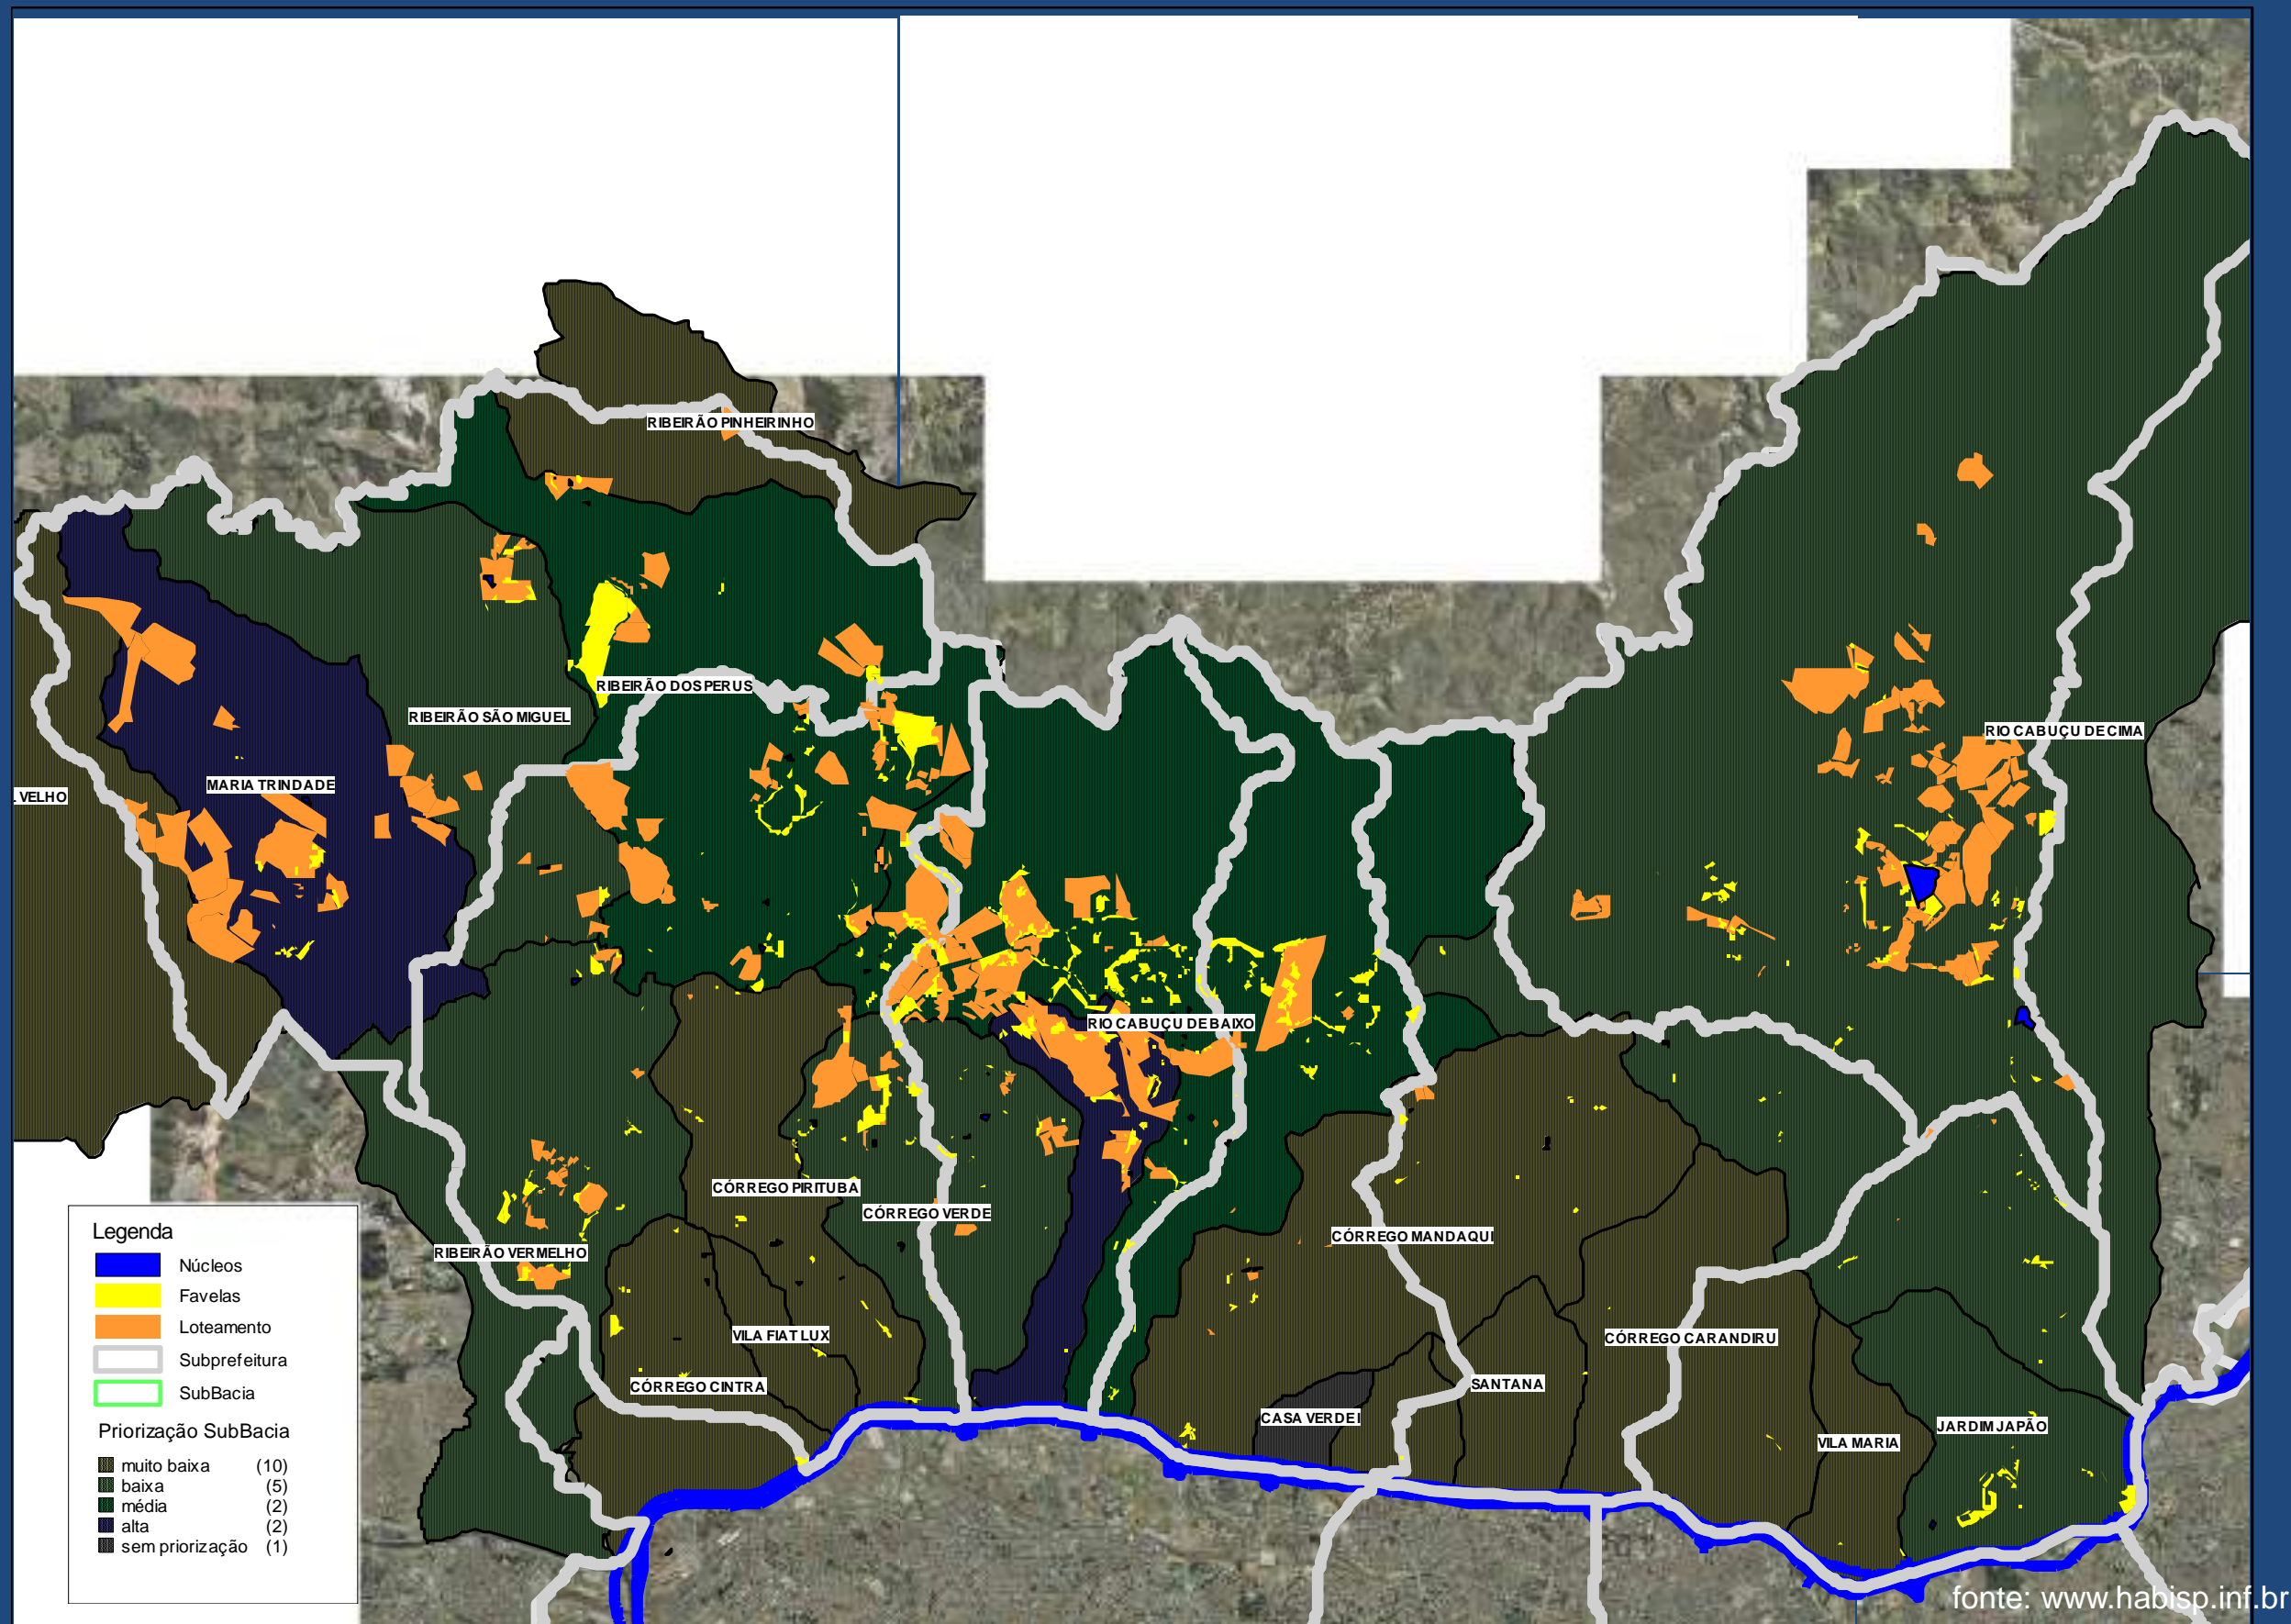 RIBEIRÃO PINHEIRINHO
RIBEIRÃO DOS PERUS
RIBEIRÃO SÃO MIGUEL
RIO CABUÇU DE CIMA
MARIA TRINDADE
L VELHO
RIO CABUÇU DE BAIXO
CÓRREGO PIRITUBA
CÓRREGO VERDE
CÓRREGO MANDAQUI
RIBEIRÃO VERMELHO
VILA FIAT LUX
CÓRREGO CARANDIRU
CÓRREGO CINTRA
SANTANA
CASA VERDE I
JARDIM JAPÃO
VILA MARIA
Legenda
Núcleos
Favelas
Loteamento
Subprefeitura
SubBacia
Priorização SubBacia
muito baixa (10)
baixa (5)
média (2)
alta (2)
sem priorização (1)
fonte: www.habisp.inf.br